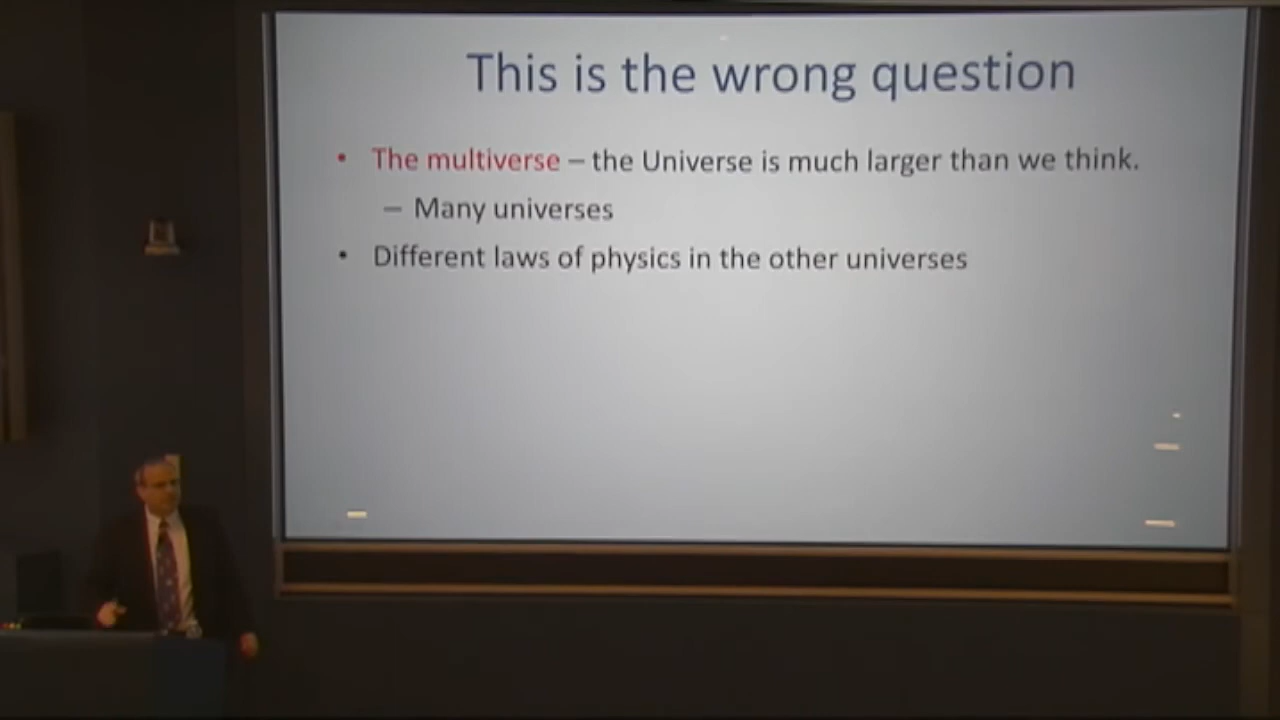 This is the wrong question
• The multiverse – the Universe is much larger than we think.
– Many universes
• Different laws of physics in the other universes